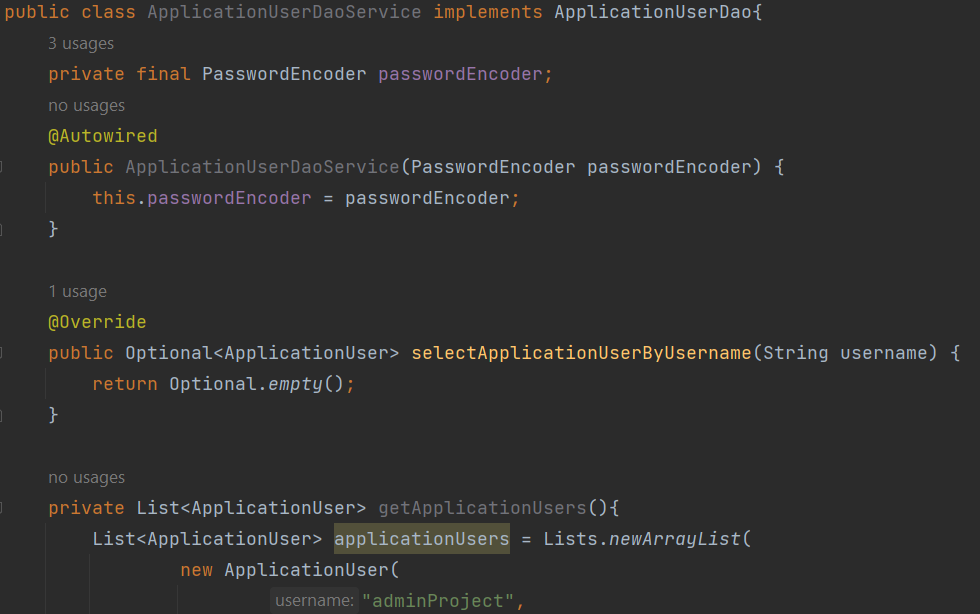 public class ApplicationUserDaoService implements ApplicationUserDao{
3 usages
private final PasswordEncoder passwordEncoder;
no usages
@Autowired
public ApplicationUserDaoService(PasswordEncoder passwordEncoder) {
this.passwordEncoder = passwordEncoder;
}
1 usage
@Override
public Optional<ApplicationUser> selectApplicationUserByUsername(String username) {
return Optional.empty();
}
no usages
private List<ApplicationUser> getApplicationUsers(){
List<ApplicationUser> applicationUsers = Lists.newArrayList(
new ApplicationUser(
username: "adminProject",